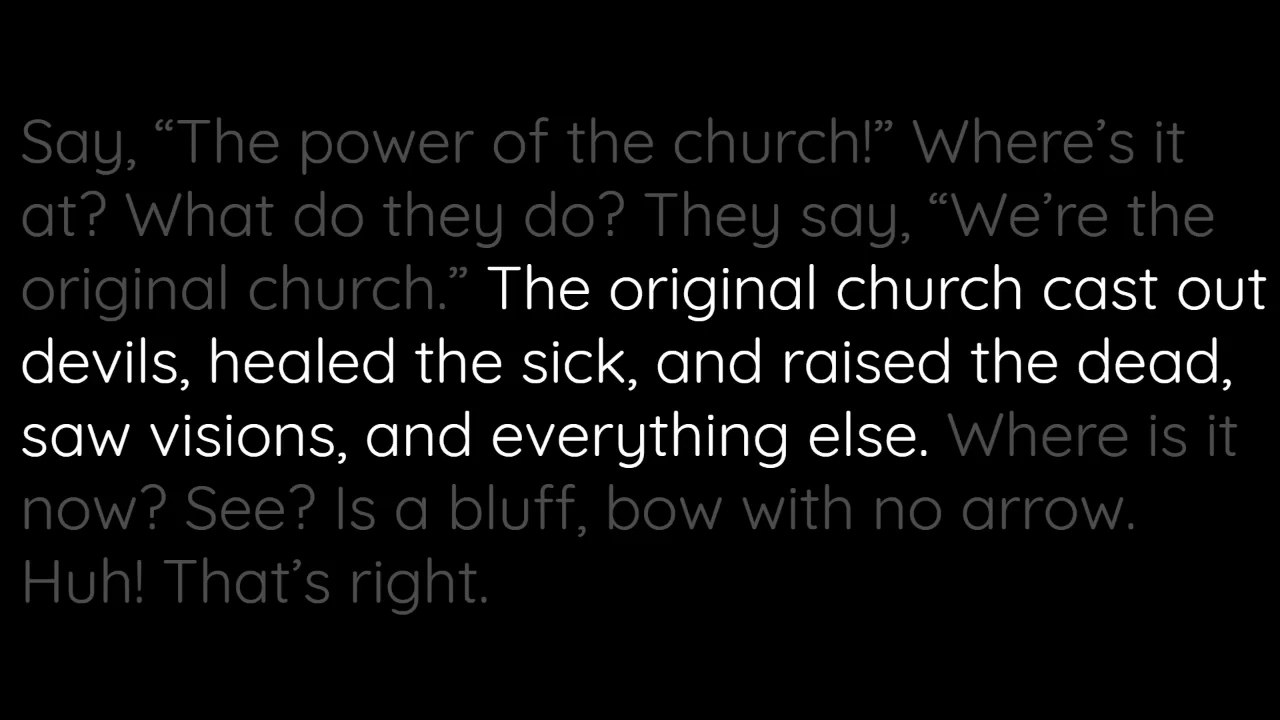 Say, “The power of the church!” Where’s it
at? What do they do? They say, “We’re the
original church.” The original church cast out
devils, healed the sick, and raised the dead,
saw visions, and everything else. Where is it
now? See? Is a bluff, bow with no arrow.
Huh! That’s right.